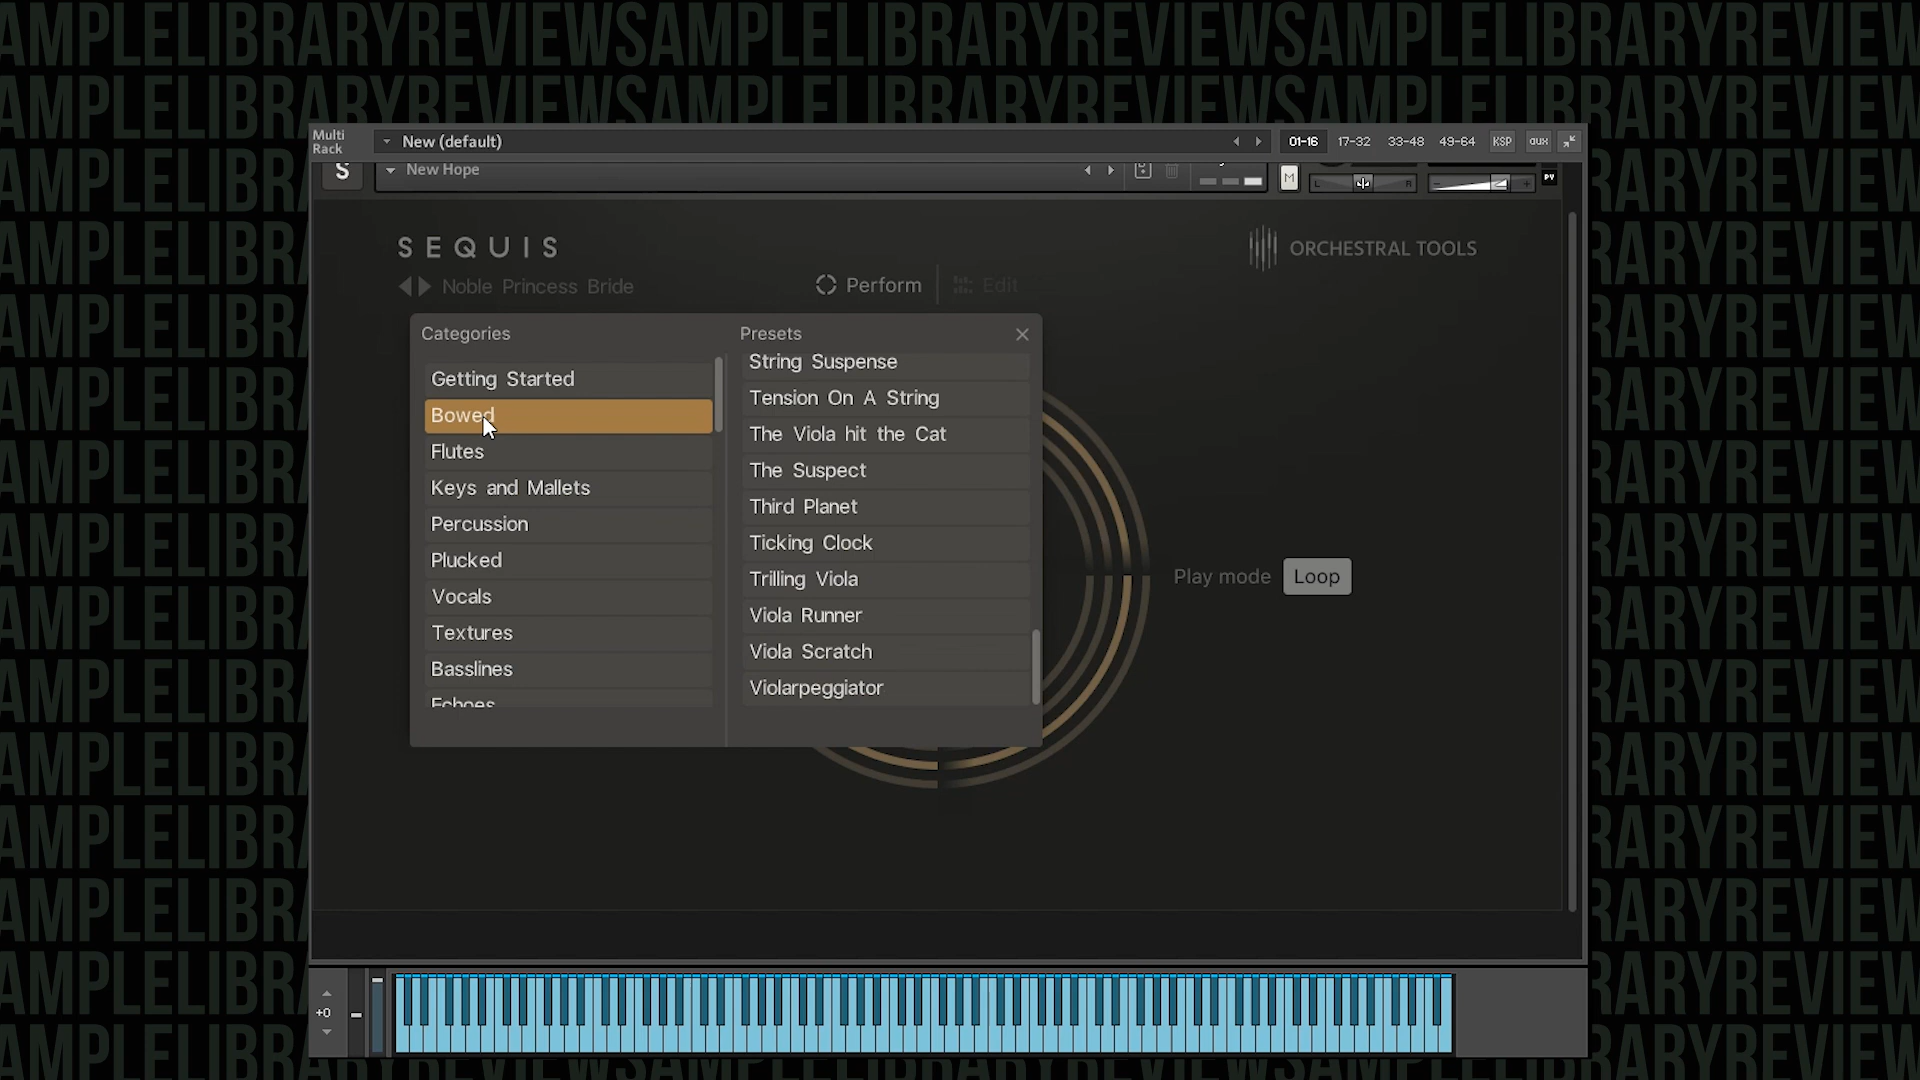 SAMPLELIBRARYREVIEWSAMPLELIBRARYREVIEWSAMPLELIBRARYREVIEW
Multi
Rack
New (default)
01-16 17-32 33-48 49-64 KSP aux
S
New Hope
M
L R
PV
SEQUIS
ORCHESTRAL TOOLS
Noble Princess Bride
Perform
Edit
Categories
Presets
Getting Started
Bowed
Flutes
Keys and Mallets
Percussion
Plucked
Vocals
Textures
Basslines
Echoes
String Suspense
Tension On A String
The Viola hit the Cat
The Suspect
Third Planet
Ticking Clock
Trilling Viola
Viola Runner
Viola Scratch
Violarpeggiator
Play mode Loop
+0